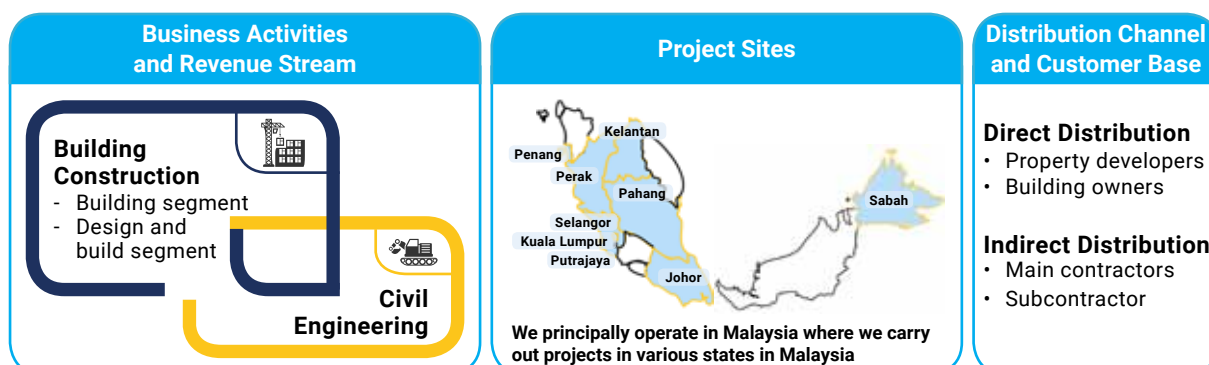 Business Activities
and Revenue Stream
Building
Construction
- Building segment
- Design and
build segment
Civil
Engineering
Project Sites
Kelantan
Penang
Perak
Pahang
Sabah
Selangor
Kuala Lumpur
Putrajaya
Johor
We principally operate in Malaysia where we carry
out projects in various states in Malaysia
Distribution Channel
and Customer Base
Direct Distribution
• Property developers
• Building owners
Indirect Distribution
• Main contractors
• Subcontractor